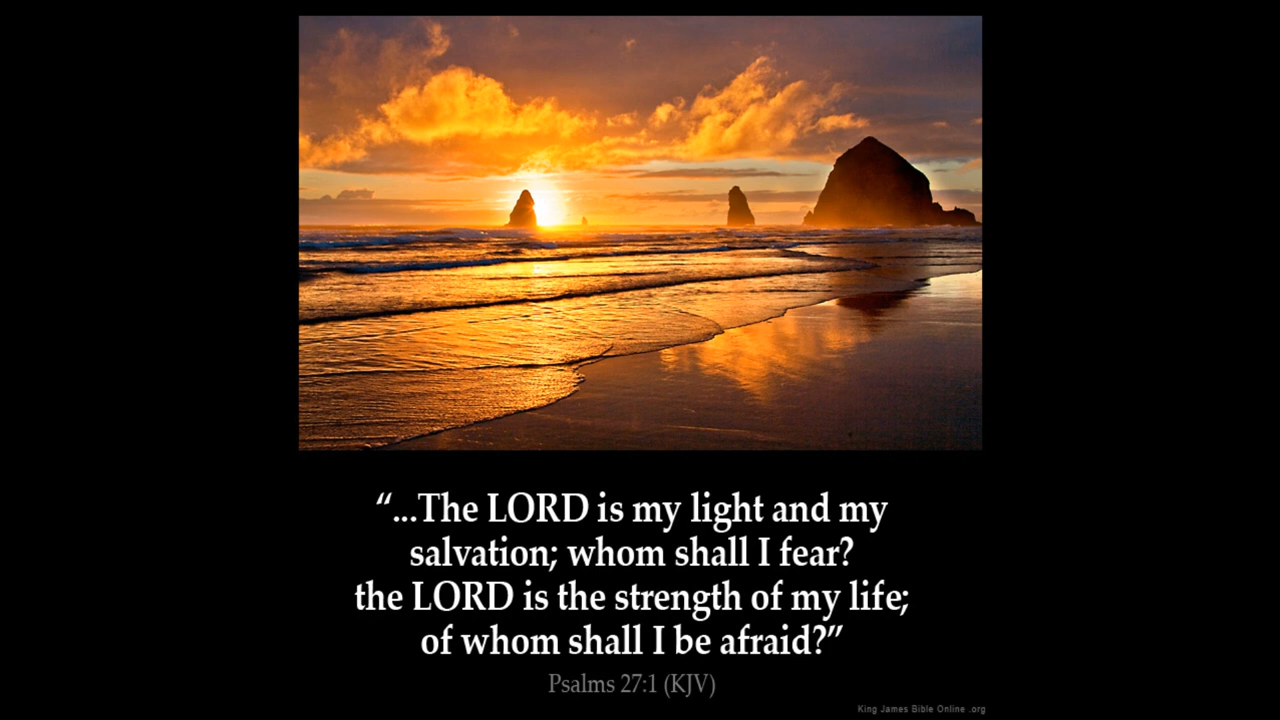 “...The LORD is my light and my
salvation; whom shall I fear?
the LORD is the strength of my life;
of whom shall I be afraid?”
Psalms 27:1 (KJV)
King James Bible Online .org